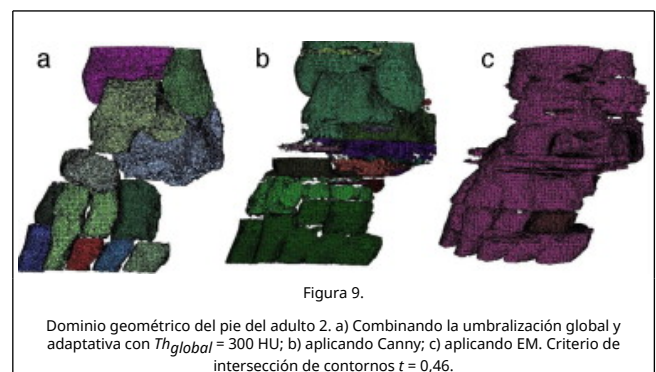 a
b
c
Figura 9.
Dominio geométrico del pie del adulto 2. a) Combinando la umbralización global y
adaptativa con Thglobal = 300 HU; b) aplicando Canny; c) aplicando EM. Criterio de
intersección de contornos t = 0,46.